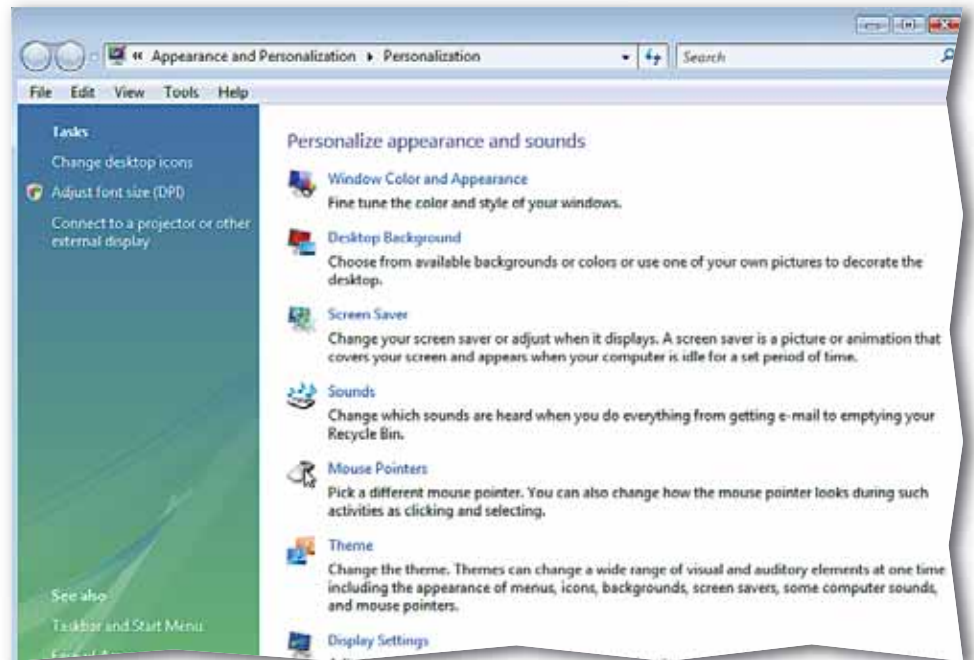 « Appearance and Personalization ▸ Personalization
Search
File Edit View Tools Help
Tasks
Change desktop icons
Adjust font size (DPI)
Connect to a projector or other
external display
See also
Taskbar and Start Menu
Personalize appearance and sounds
Window Color and Appearance
Fine tune the color and style of your windows.
Desktop Background
Choose from available backgrounds or colors or use one of your own pictures to decorate the
desktop.
Screen Saver
Change your screen saver or adjust when it displays. A screen saver is a picture or animation that
covers your screen and appears when your computer is idle for a set period of time.
Sounds
Change which sounds are heard when you do everything from getting e-mail to emptying your
Recycle Bin.
Mouse Pointers
Pick a different mouse pointer. You can also change how the mouse pointer looks during such
activities as clicking and selecting.
Theme
Change the theme. Themes can change a wide range of visual and auditory elements at one time
including the appearance of menus, icons, backgrounds, screen savers, some computer sounds,
and mouse pointers.
Display Settings